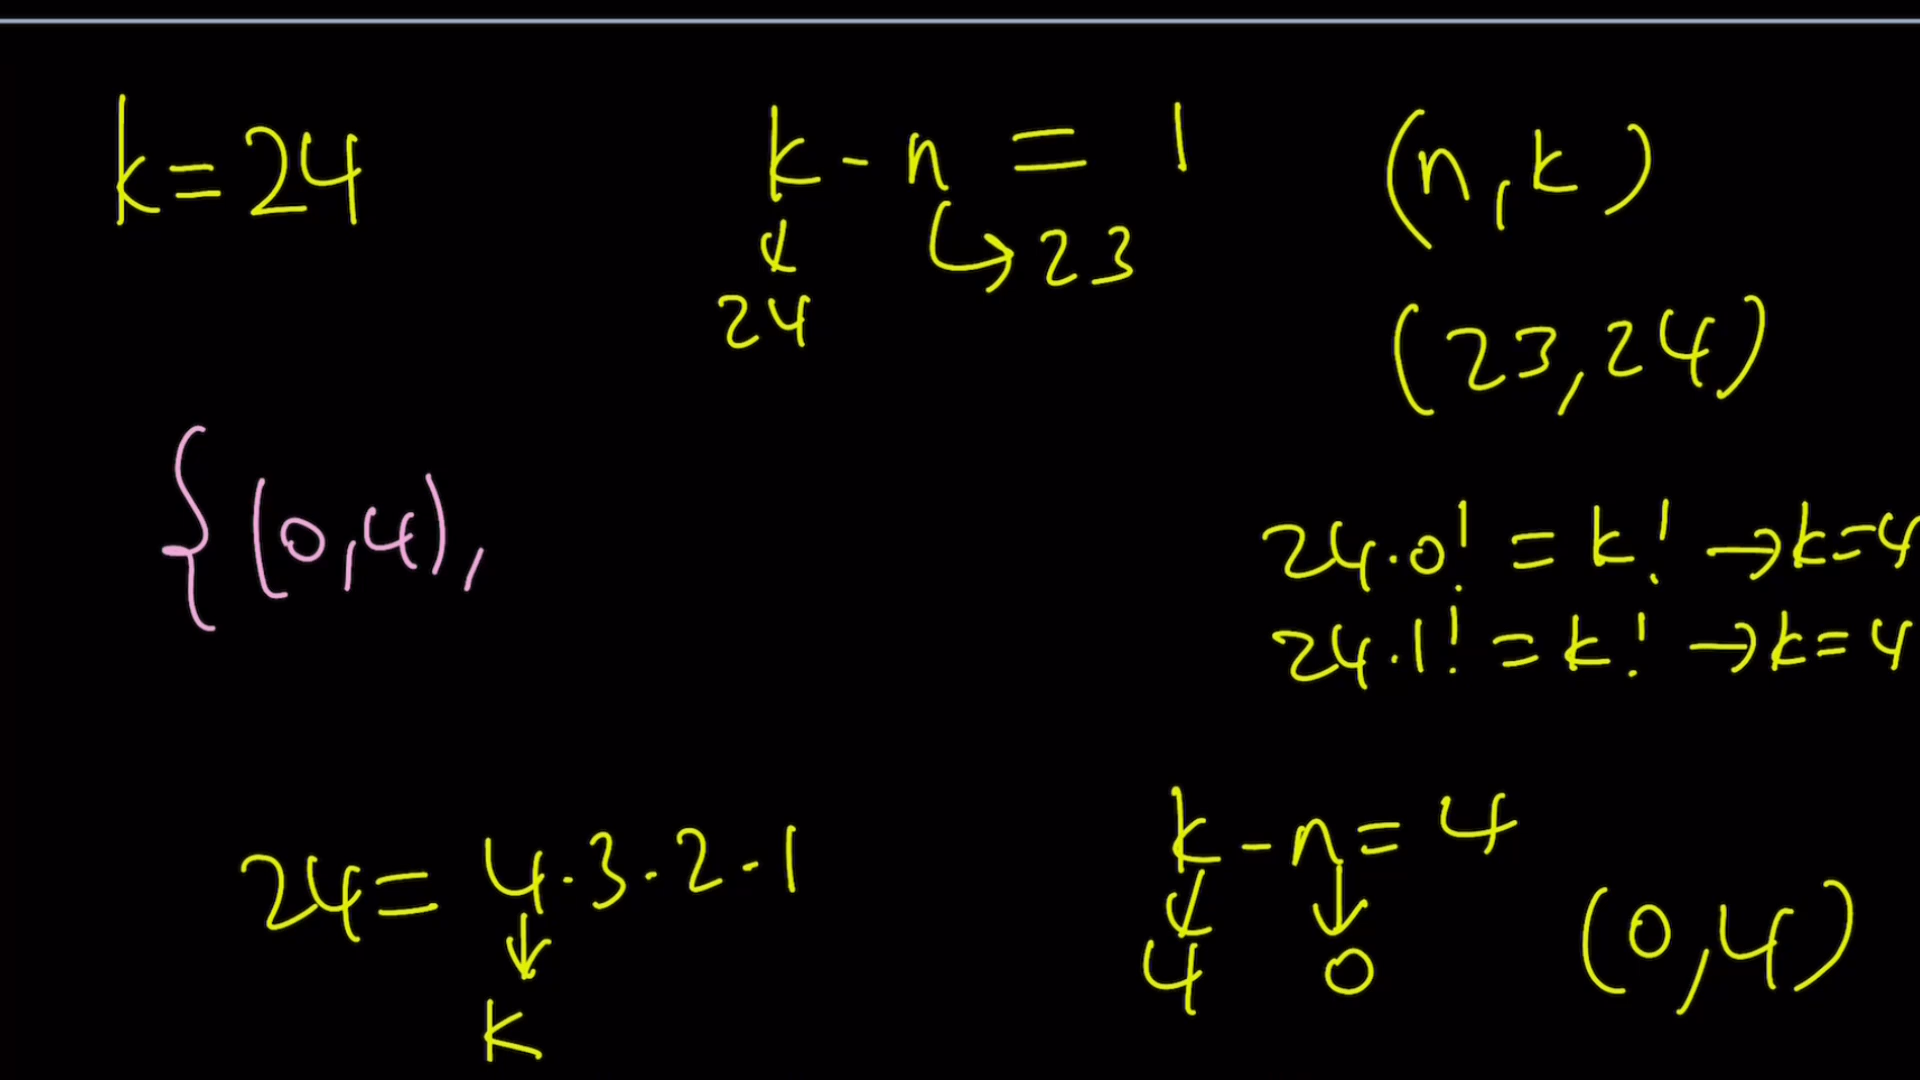 k=24
k - n = 1
↓ ↳ 23
24
(n, k)
(23, 24)
{(0,4),
24·0! = k! → k=4
24·1! = k! → k=4
24 = 4·3·2·1
↓
k
k - n = 4
↓ ↓
4 0
(0,4)